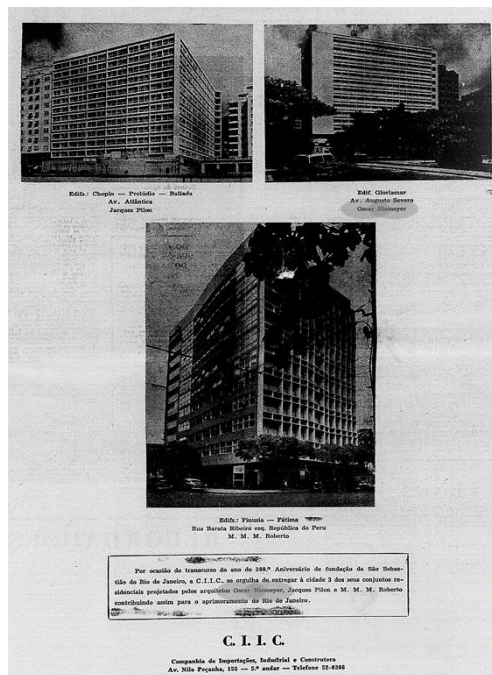 Edifs.: Chopin — Prelúdio — Ballada
Av. Atlântica
Jacques Pilon
Edif. Gloriamar
Av. Augusto Severo
Oscar Niemeyer
Edifs.: Finusia — Fátima
Rua Barata Ribeiro esq. República do Peru
M. M. M. Roberto
Por ocasião do transcurso do ano do 388.º Aniversário de fundação de São Sebas-
tião do Rio de Janeiro, a C.I.I.C. se orgulha de entregar à cidade 3 dos seus conjuntos re-
sidenciais projetados pelos arquitetos Oscar Niemeyer, Jacques Pilon e M. M. M. Roberto
contribuindo assim para o aprimoramento do Rio de Janeiro.
C. I. I. C.
Companhia de Importações, Industrial e Construtora
Av. Nilo Peçanha, 155 — 5.º andar — Telefone 52-8266